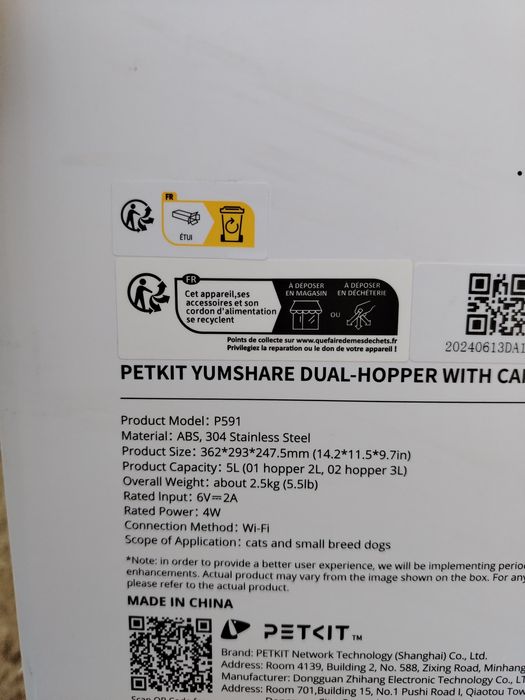 FR
ÉTUI
FR
Cet appareil,ses
accessoires et son
cordon d'alimentation
se recyclent
À DÉPOSER
EN MAGASIN
OU
À DÉPOSER
EN DÉCHÈTERIE
Points de collecte sur www.quefairedemesdechets.fr
Privilégiez la reparation ou le don de votre appareil !
20240613DA1
PETKIT YUMSHARE DUAL-HOPPER WITH
Product Model: P591
Material: ABS, 304 Stainless Steel
Product Size: 362*293*247.5mm (14.2*11.5*9.7in)
Product Capacity: 5L (01 hopper 2L, 02 hopper 3L)
Overall Weight: about 2.5kg (5.5lb)
Rated Input: 6V⎓2A
Rated Power: 4W
Connection Method: Wi-Fi
Scope of Application: cats and small breed dogs
*Note: in order to provide a better user experience, we will be implementing
enhancements. Actual product may vary from the image shown on the box. For any
please refer to the actual product.
MADE IN CHINA
PETKIT™
Brand: PETKIT Network Technology (Shanghai) Co., Ltd.
Address: Room 4139, Building 2, No. 588, Zixing Road, Minhang
Manufacturer: Dongguan Zhihang Electronic Technology Co.,
Address: Room 701,Building 15, No.1 Pushi Road I, Qiaotou
Scan QR Code for